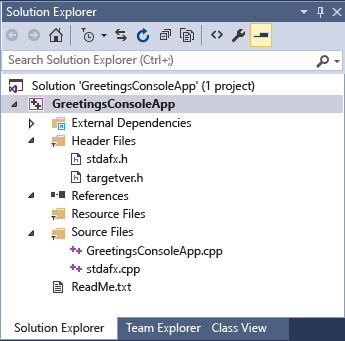 Solution Explorer
Search Solution Explorer (Ctrl+;)
Solution 'GreetingsConsoleApp' (1 project)
GreetingsConsoleApp
External Dependencies
Header Files
stdafx.h
targetver.h
References
Resource Files
Source Files
GreetingsConsoleApp.cpp
stdafx.cpp
ReadMe.txt
Solution Explorer Team Explorer Class View